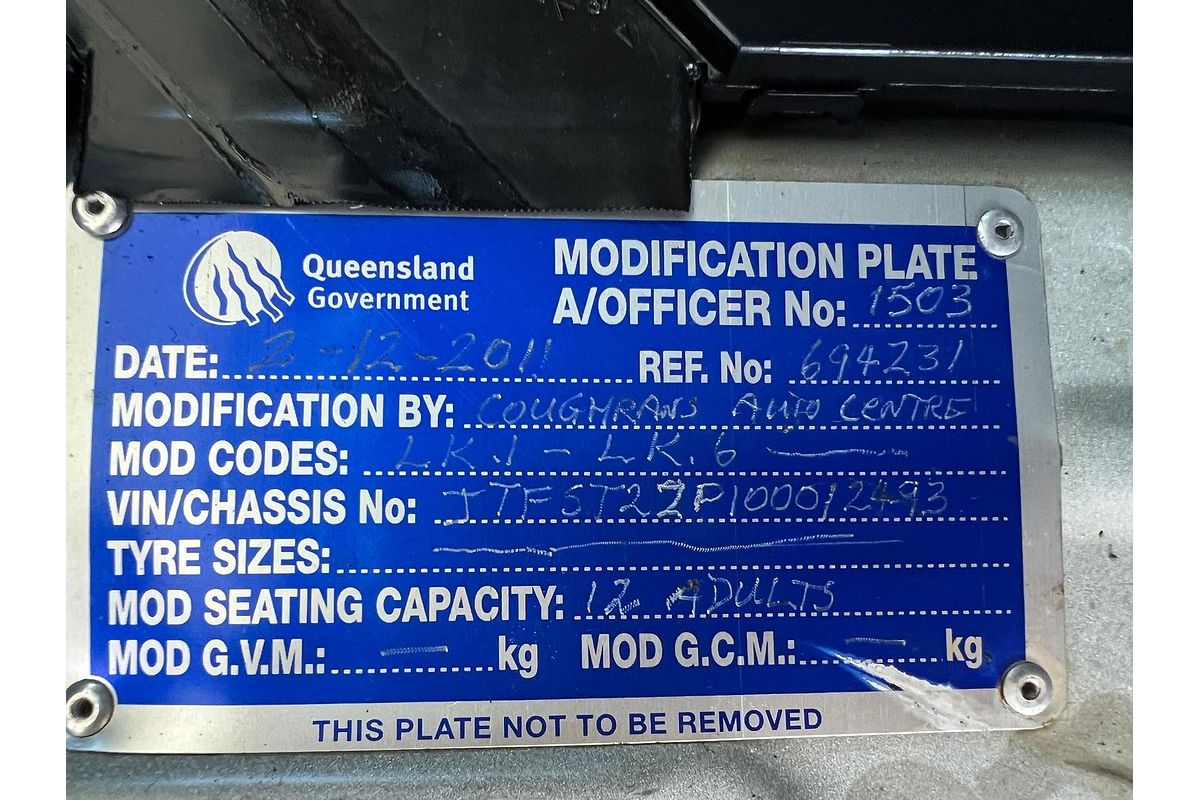 Queensland
Government
MODIFICATION PLATE
A/OFFICER No: 1503
DATE: 2-12-2011 REF. No: 694231
MODIFICATION BY: COUGHRANS AUTO CENTRE
MOD CODES: LK.1 - LK.6
VIN/CHASSIS No: JTFST22P100012493
TYRE SIZES:
MOD SEATING CAPACITY: 12 ADULTS
MOD G.V.M.: — kg MOD G.C.M.: — kg
THIS PLATE NOT TO BE REMOVED